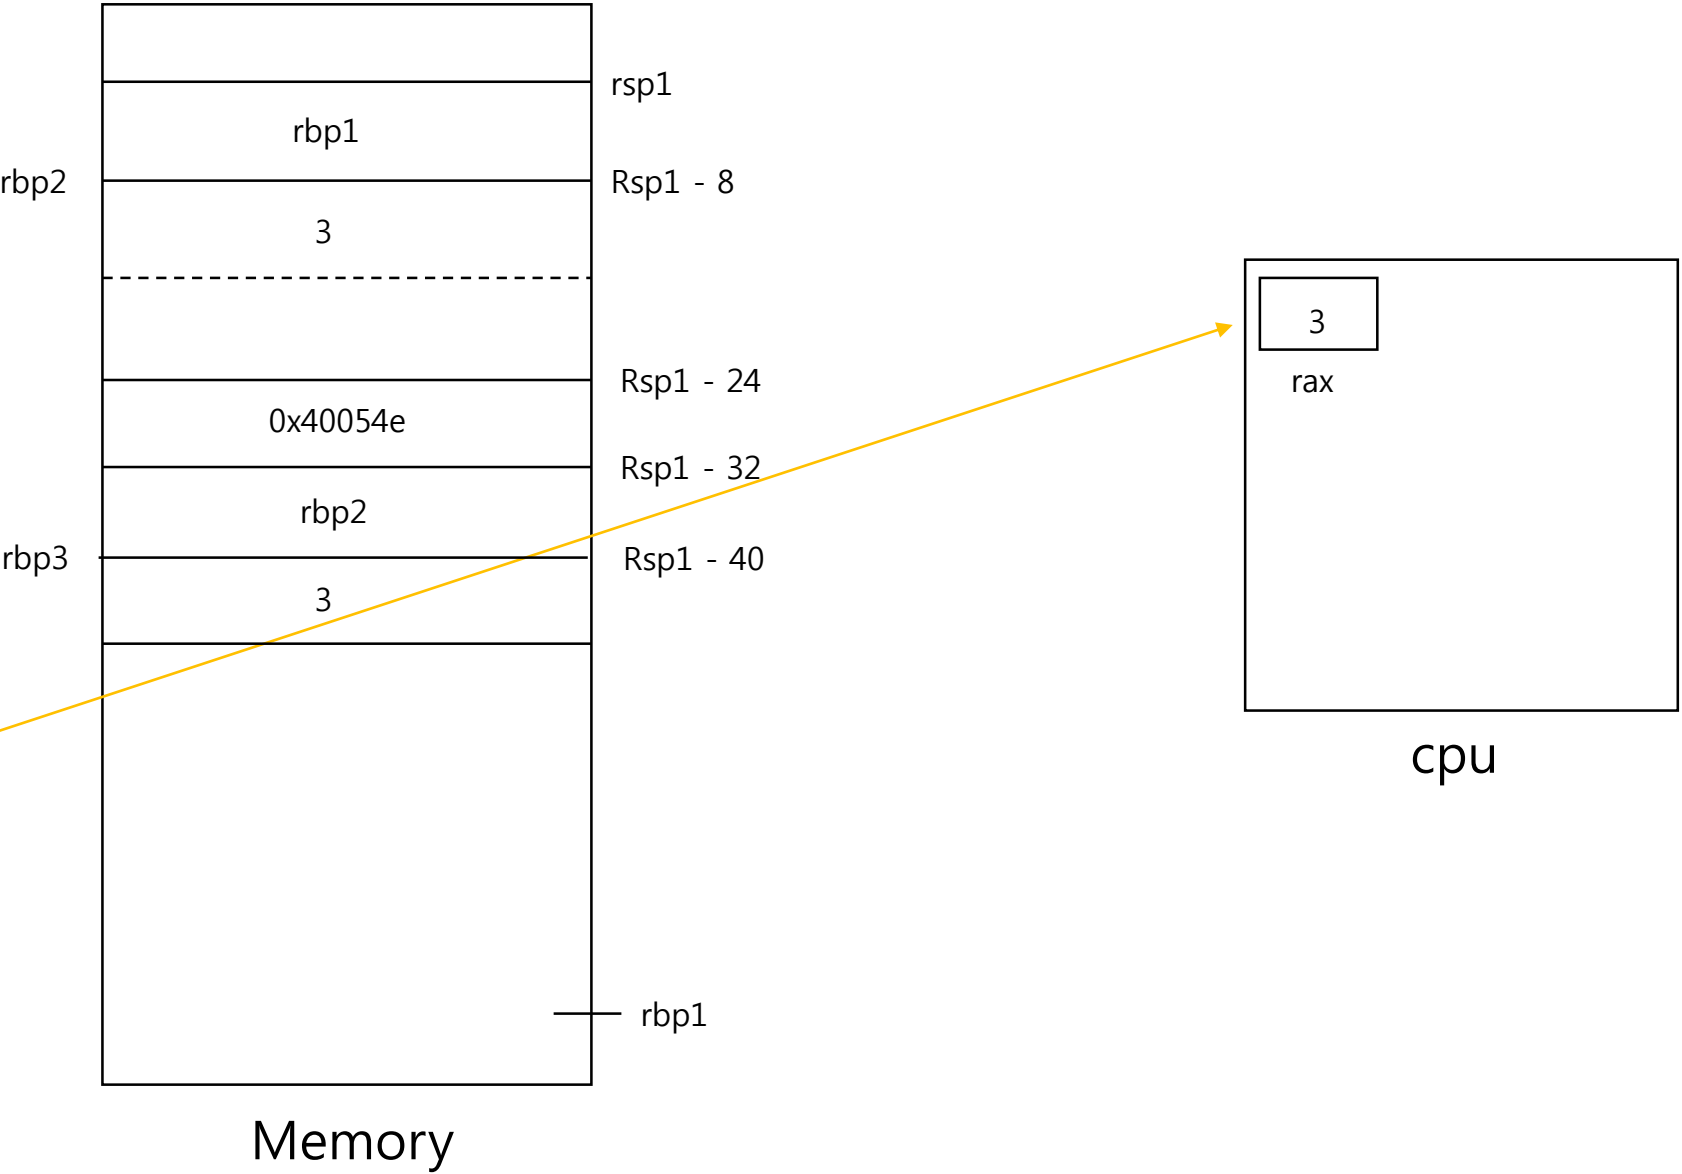 rsp1
rbp1
rbp2
Rsp1 - 8
3
3
Rsp1 - 24
rax
0x40054e
Rsp1 - 32
rbp2
rbp3
Rsp1 - 40
3
cpu
rbp1
Memory